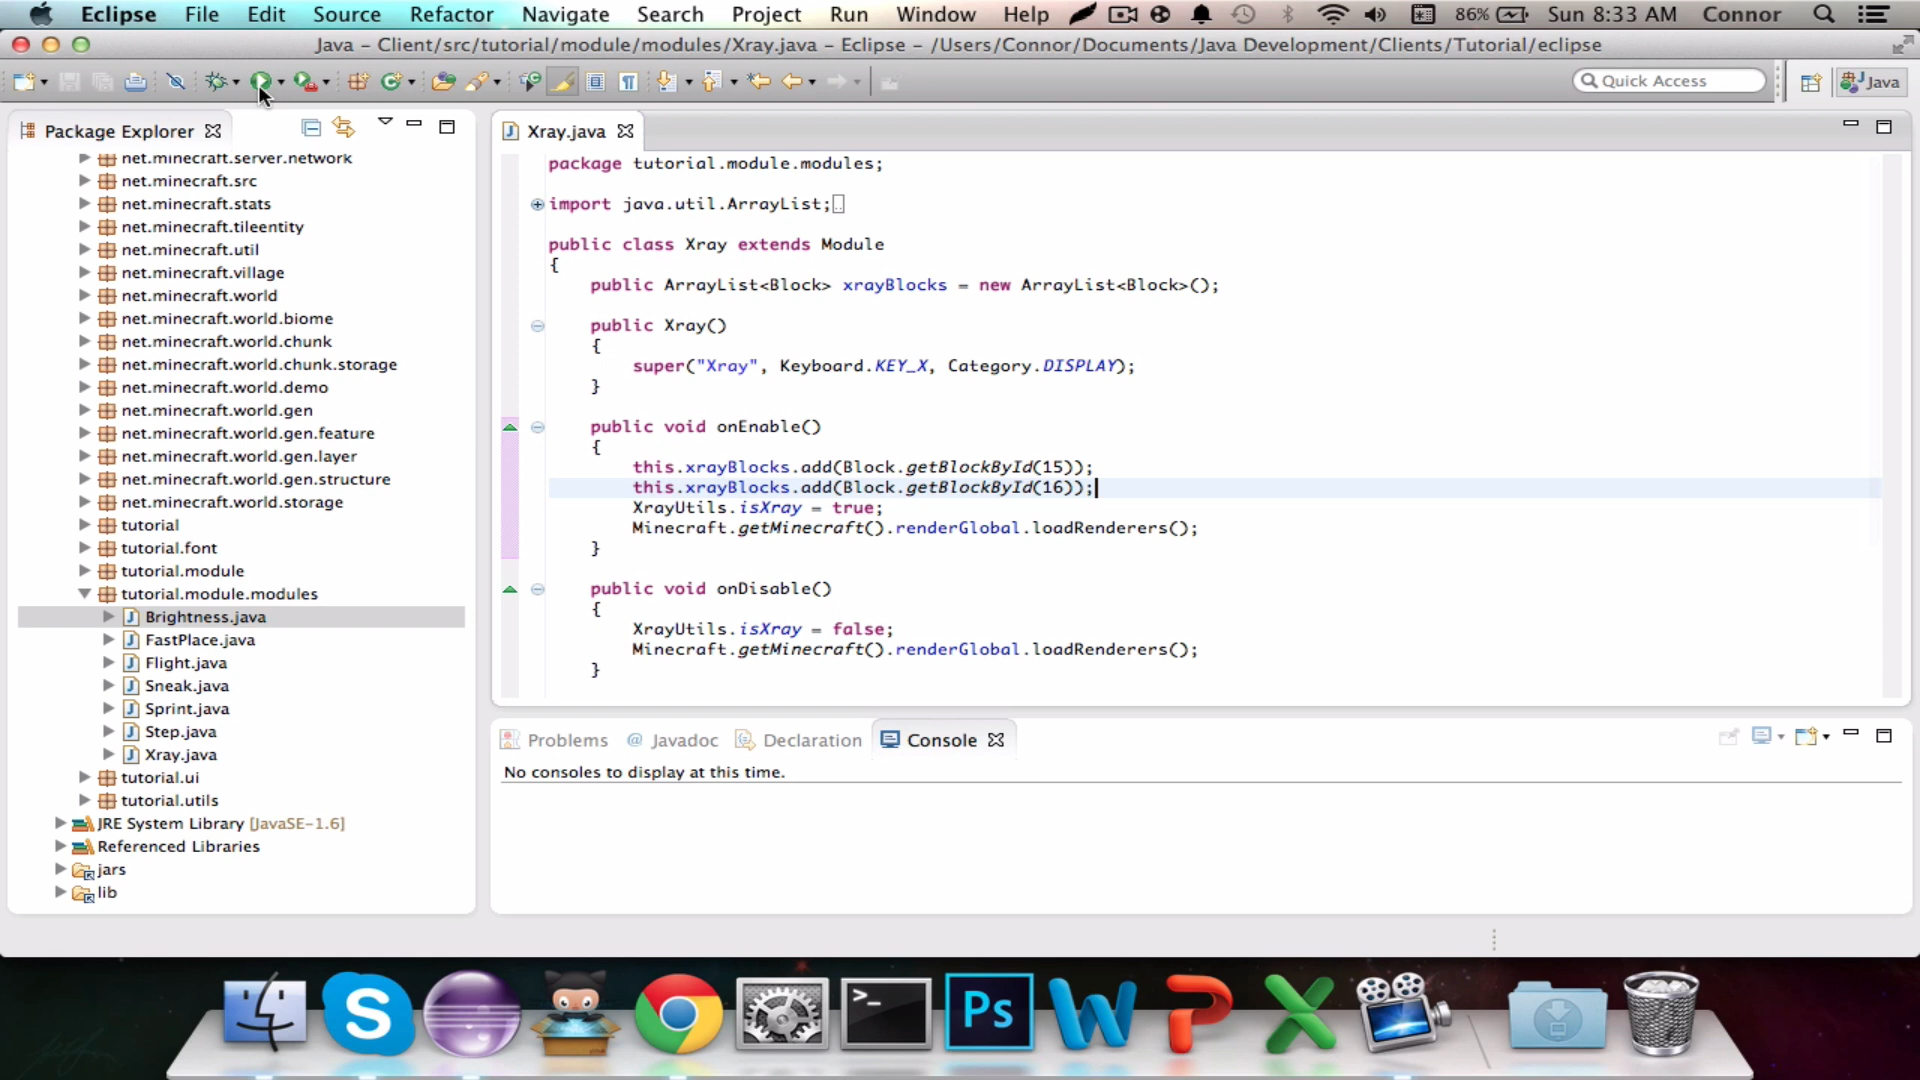 Eclipse File Edit Source Refactor Navigate Search Project Run Window Help 86% Sun 8:33 AM Connor
Java – Client/src/tutorial/module/modules/Xray.java – Eclipse – /Users/Connor/Documents/Java Development/Clients/Tutorial/eclipse
Quick Access
Java
Package Explorer
net.minecraft.server.network
net.minecraft.src
net.minecraft.stats
net.minecraft.tileentity
net.minecraft.util
net.minecraft.village
net.minecraft.world
net.minecraft.world.biome
net.minecraft.world.chunk
net.minecraft.world.chunk.storage
net.minecraft.world.demo
net.minecraft.world.gen
net.minecraft.world.gen.feature
net.minecraft.world.gen.layer
net.minecraft.world.gen.structure
net.minecraft.world.storage
tutorial
tutorial.font
tutorial.module
tutorial.module.modules
Brightness.java
FastPlace.java
Flight.java
Sneak.java
Sprint.java
Step.java
Xray.java
tutorial.ui
tutorial.utils
JRE System Library [JavaSE-1.6]
Referenced Libraries
jars
lib
Xray.java
package tutorial.module.modules;
import java.util.ArrayList;
public class Xray extends Module
{
public ArrayList<Block> xrayBlocks = new ArrayList<Block>();
public Xray()
{
super("Xray", Keyboard.KEY_X, Category.DISPLAY);
}
public void onEnable()
{
this.xrayBlocks.add(Block.getBlockById(15));
this.xrayBlocks.add(Block.getBlockById(16));
XrayUtils.isXray = true;
Minecraft.getMinecraft().renderGlobal.loadRenderers();
}
public void onDisable()
{
XrayUtils.isXray = false;
Minecraft.getMinecraft().renderGlobal.loadRenderers();
}
Problems @ Javadoc Declaration Console
No consoles to display at this time.
Ps